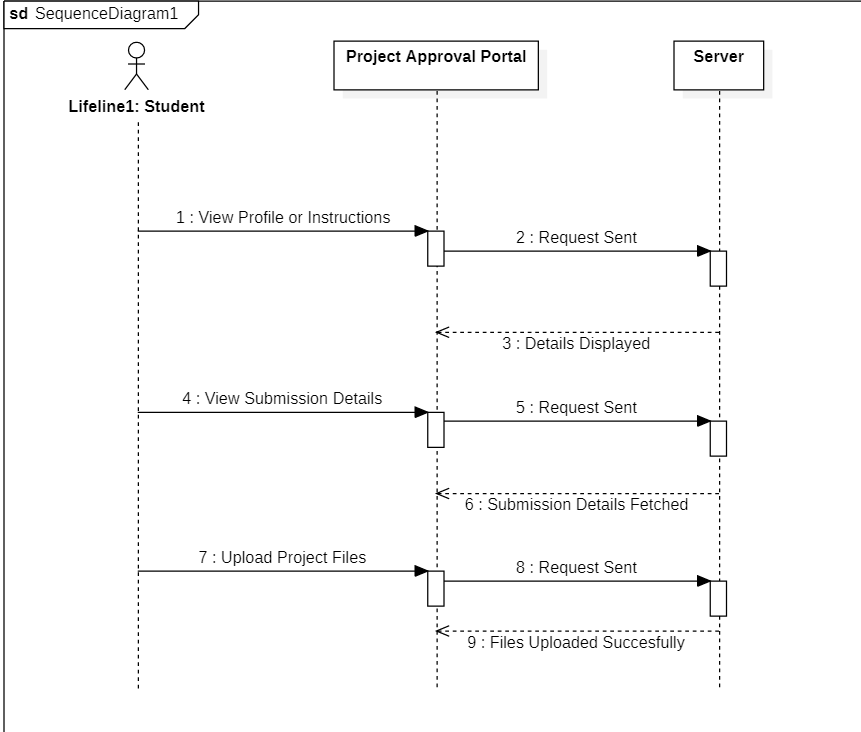 sd SequenceDiagram1
Project Approval Portal
Server
Lifeline1: Student
1 : View Profile or Instructions
2 : Request Sent
3 : Details Displayed
4 : View Submission Details
5 : Request Sent
6 : Submission Details Fetched
7 : Upload Project Files
8 : Request Sent
9 : Files Uploaded Succesfully